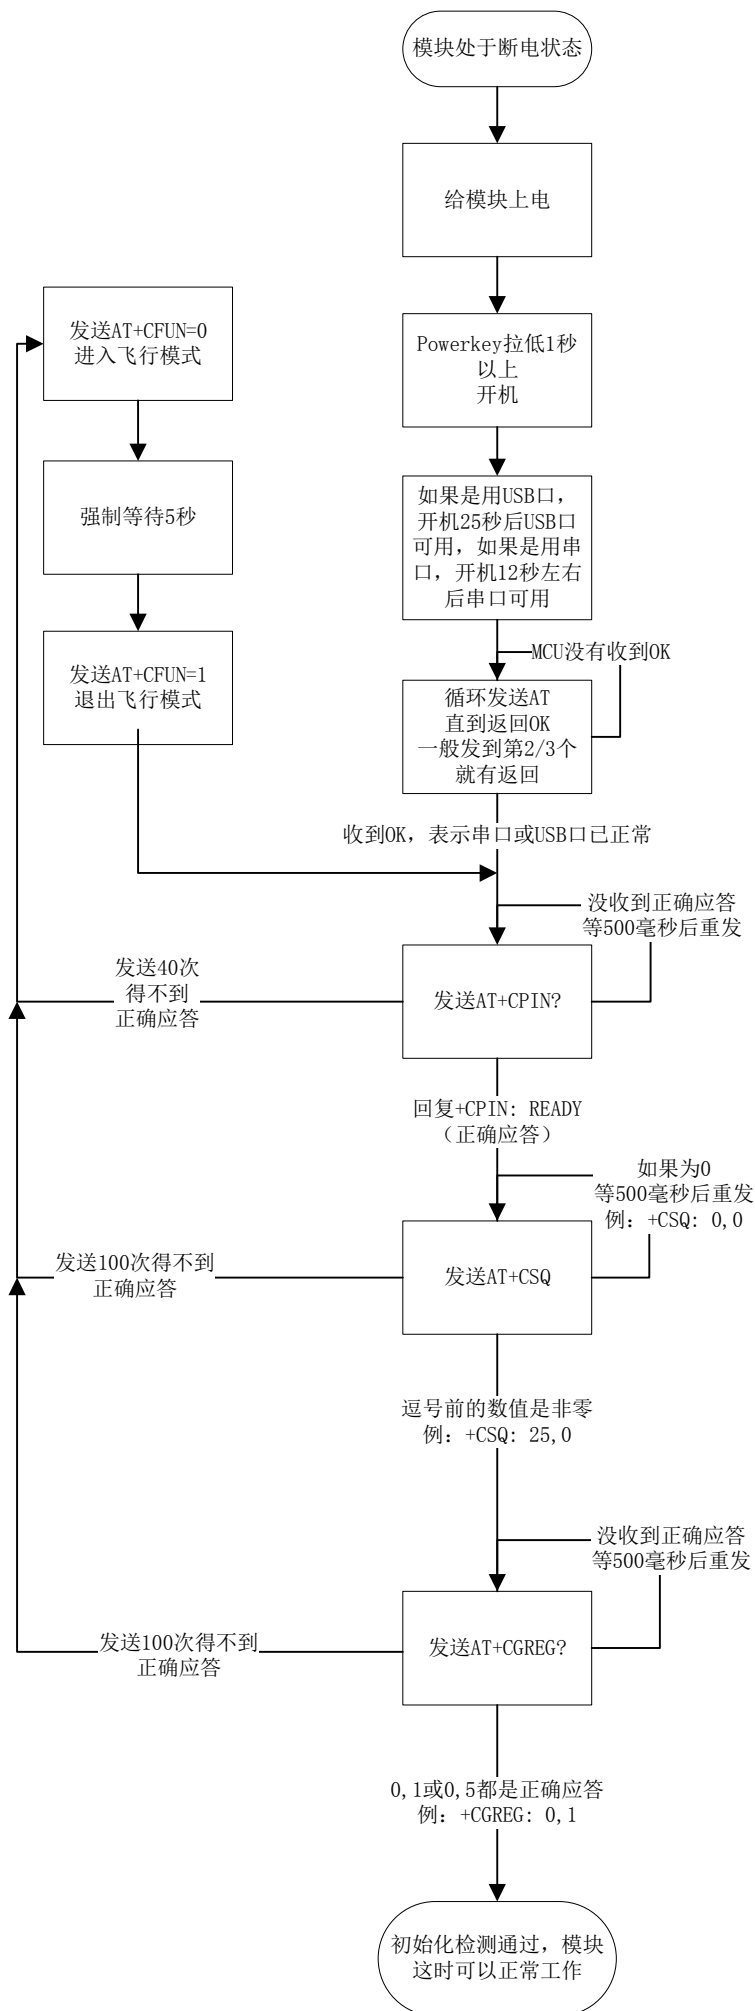 模块处于断电状态
给模块上电
发送AT+CFUN=0
进入飞行模式
Powerkey拉低1秒
以上
开机
强制等待5秒
如果是用USB口，
开机25秒后USB口
可用，如果是用串
口，开机12秒左右
后串口可用
发送AT+CFUN=1
退出飞行模式
MCU没有收到OK
循环发送AT
直到返回OK
一般发到第2/3个
就有返回
收到OK，表示串口或USB口已正常
没收到正确应答
等500毫秒后重发
发送40次
得不到
正确应答
发送AT+CPIN?
回复+CPIN: READY
（正确应答）
如果为0
等500毫秒后重发
例：+CSQ: 0,0
发送100次得不到
正确应答
发送AT+CSQ
逗号前的数值是非零
例：+CSQ: 25,0
没收到正确应答
等500毫秒后重发
发送100次得不到
正确应答
发送AT+CGREG?
0,1或0,5都是正确应答
例：+CGREG: 0,1
初始化检测通过，模块
这时可以正常工作